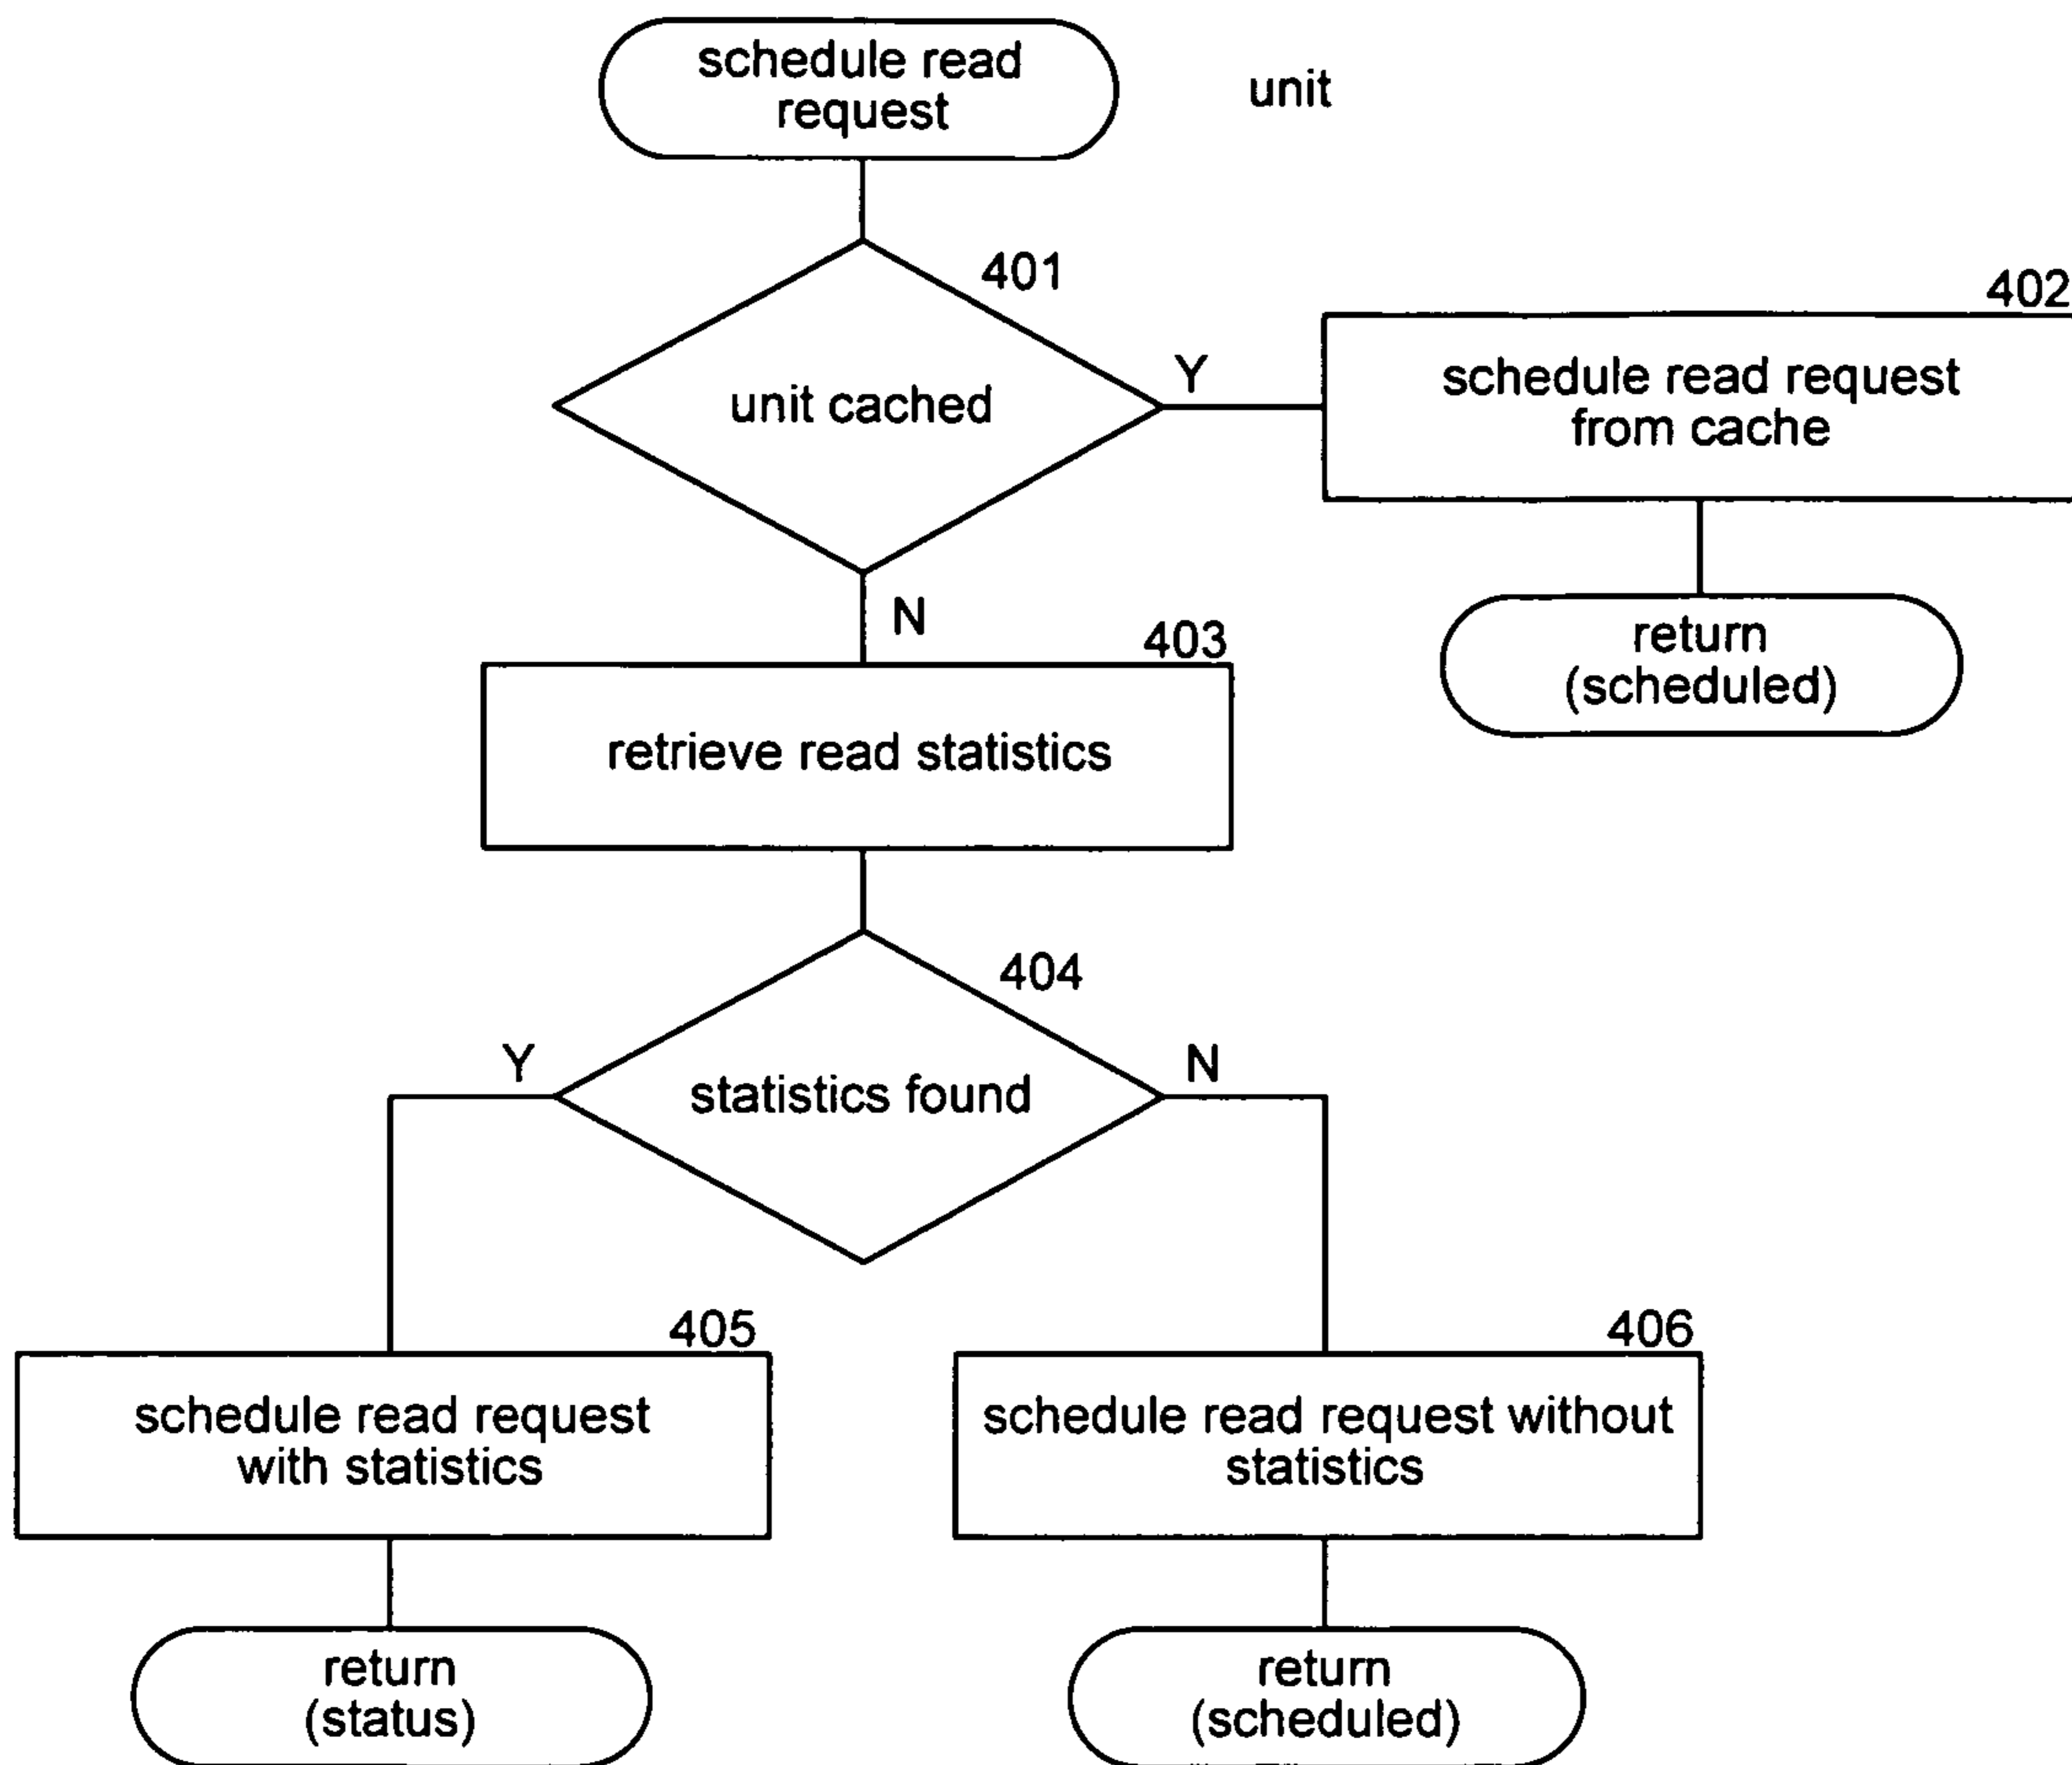 schedule read
request
unit
401
402
unit cached
Y
schedule read request
from cache
N
403
return
(scheduled)
retrieve read statistics
404
Y
N
statistics found
405
406
schedule read request
with statistics
schedule read request without
statistics
return
(status)
return
(scheduled)